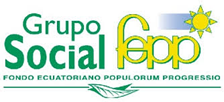 Grupo
Social fepp
FONDO ECUATORIANO POPULORUM PROGRESSIO